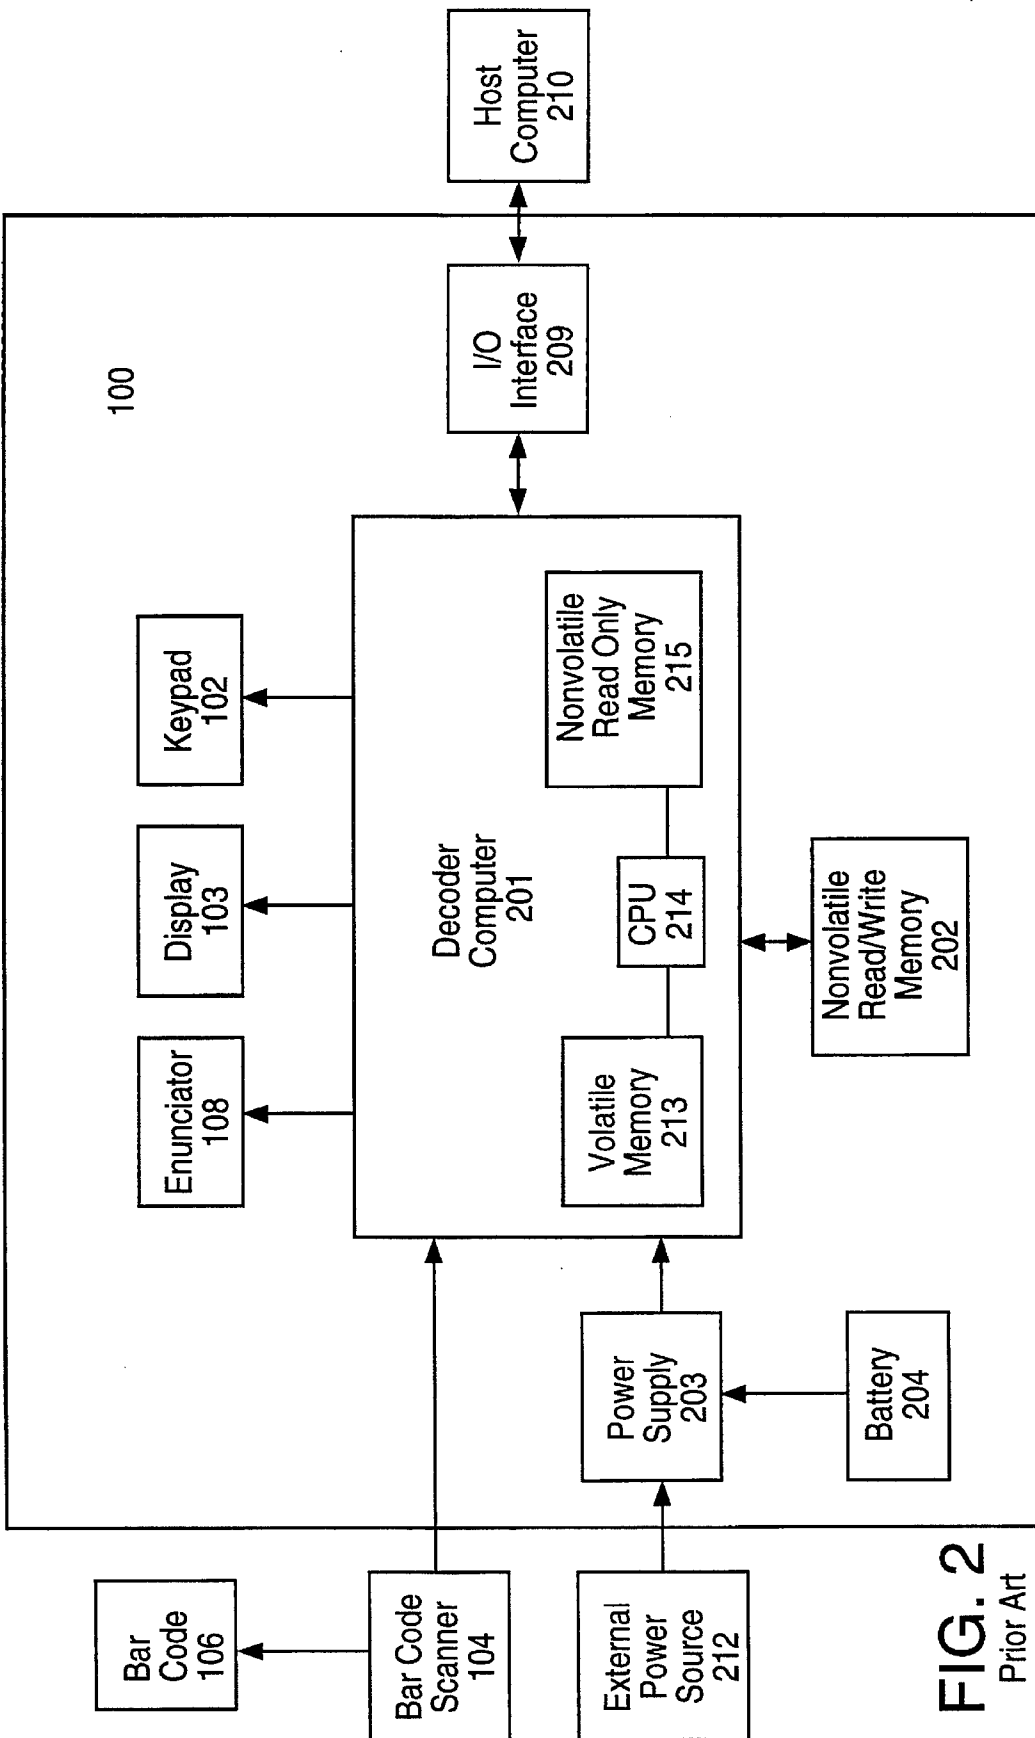 Bar
Code
106
Bar Code
Scanner
104
External
Power
Source
212
FIG. 2
Prior Art
Enunciator
108
Display
103
Keypad
102
100
Decoder
Computer
201
Volatile
Memory
213
CPU
214
Nonvolatile
Read Only
Memory
215
Power
Supply
203
Battery
204
Nonvolatile
Read/Write
Memory
202
I/O
Interface
209
Host
Computer
210